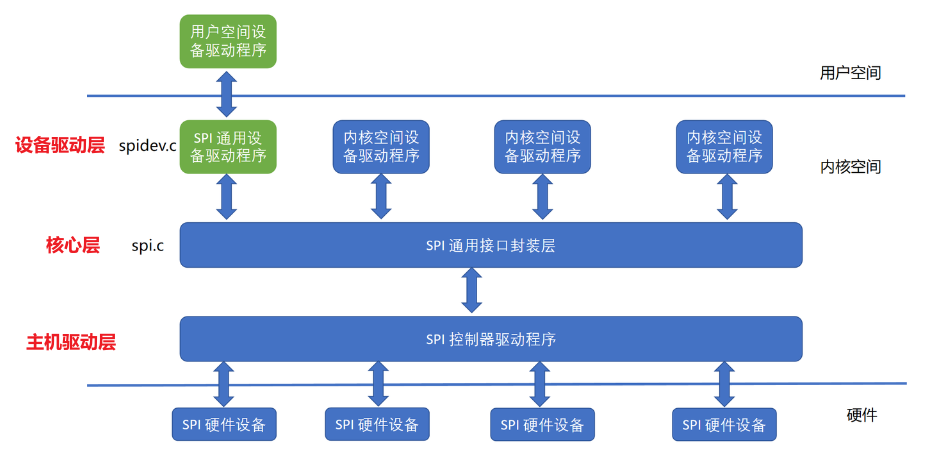 用户空间设
备驱动程序
用户空间
设备驱动层
spidev.c
SPI 通用设
备驱动程序
内核空间设
备驱动程序
内核空间设
备驱动程序
内核空间设
备驱动程序
内核空间
核心层
spi.c
SPI 通用接口封装层
主机驱动层
SPI 控制器驱动程序
SPI 硬件设备
SPI 硬件设备
SPI 硬件设备
SPI 硬件设备
硬件